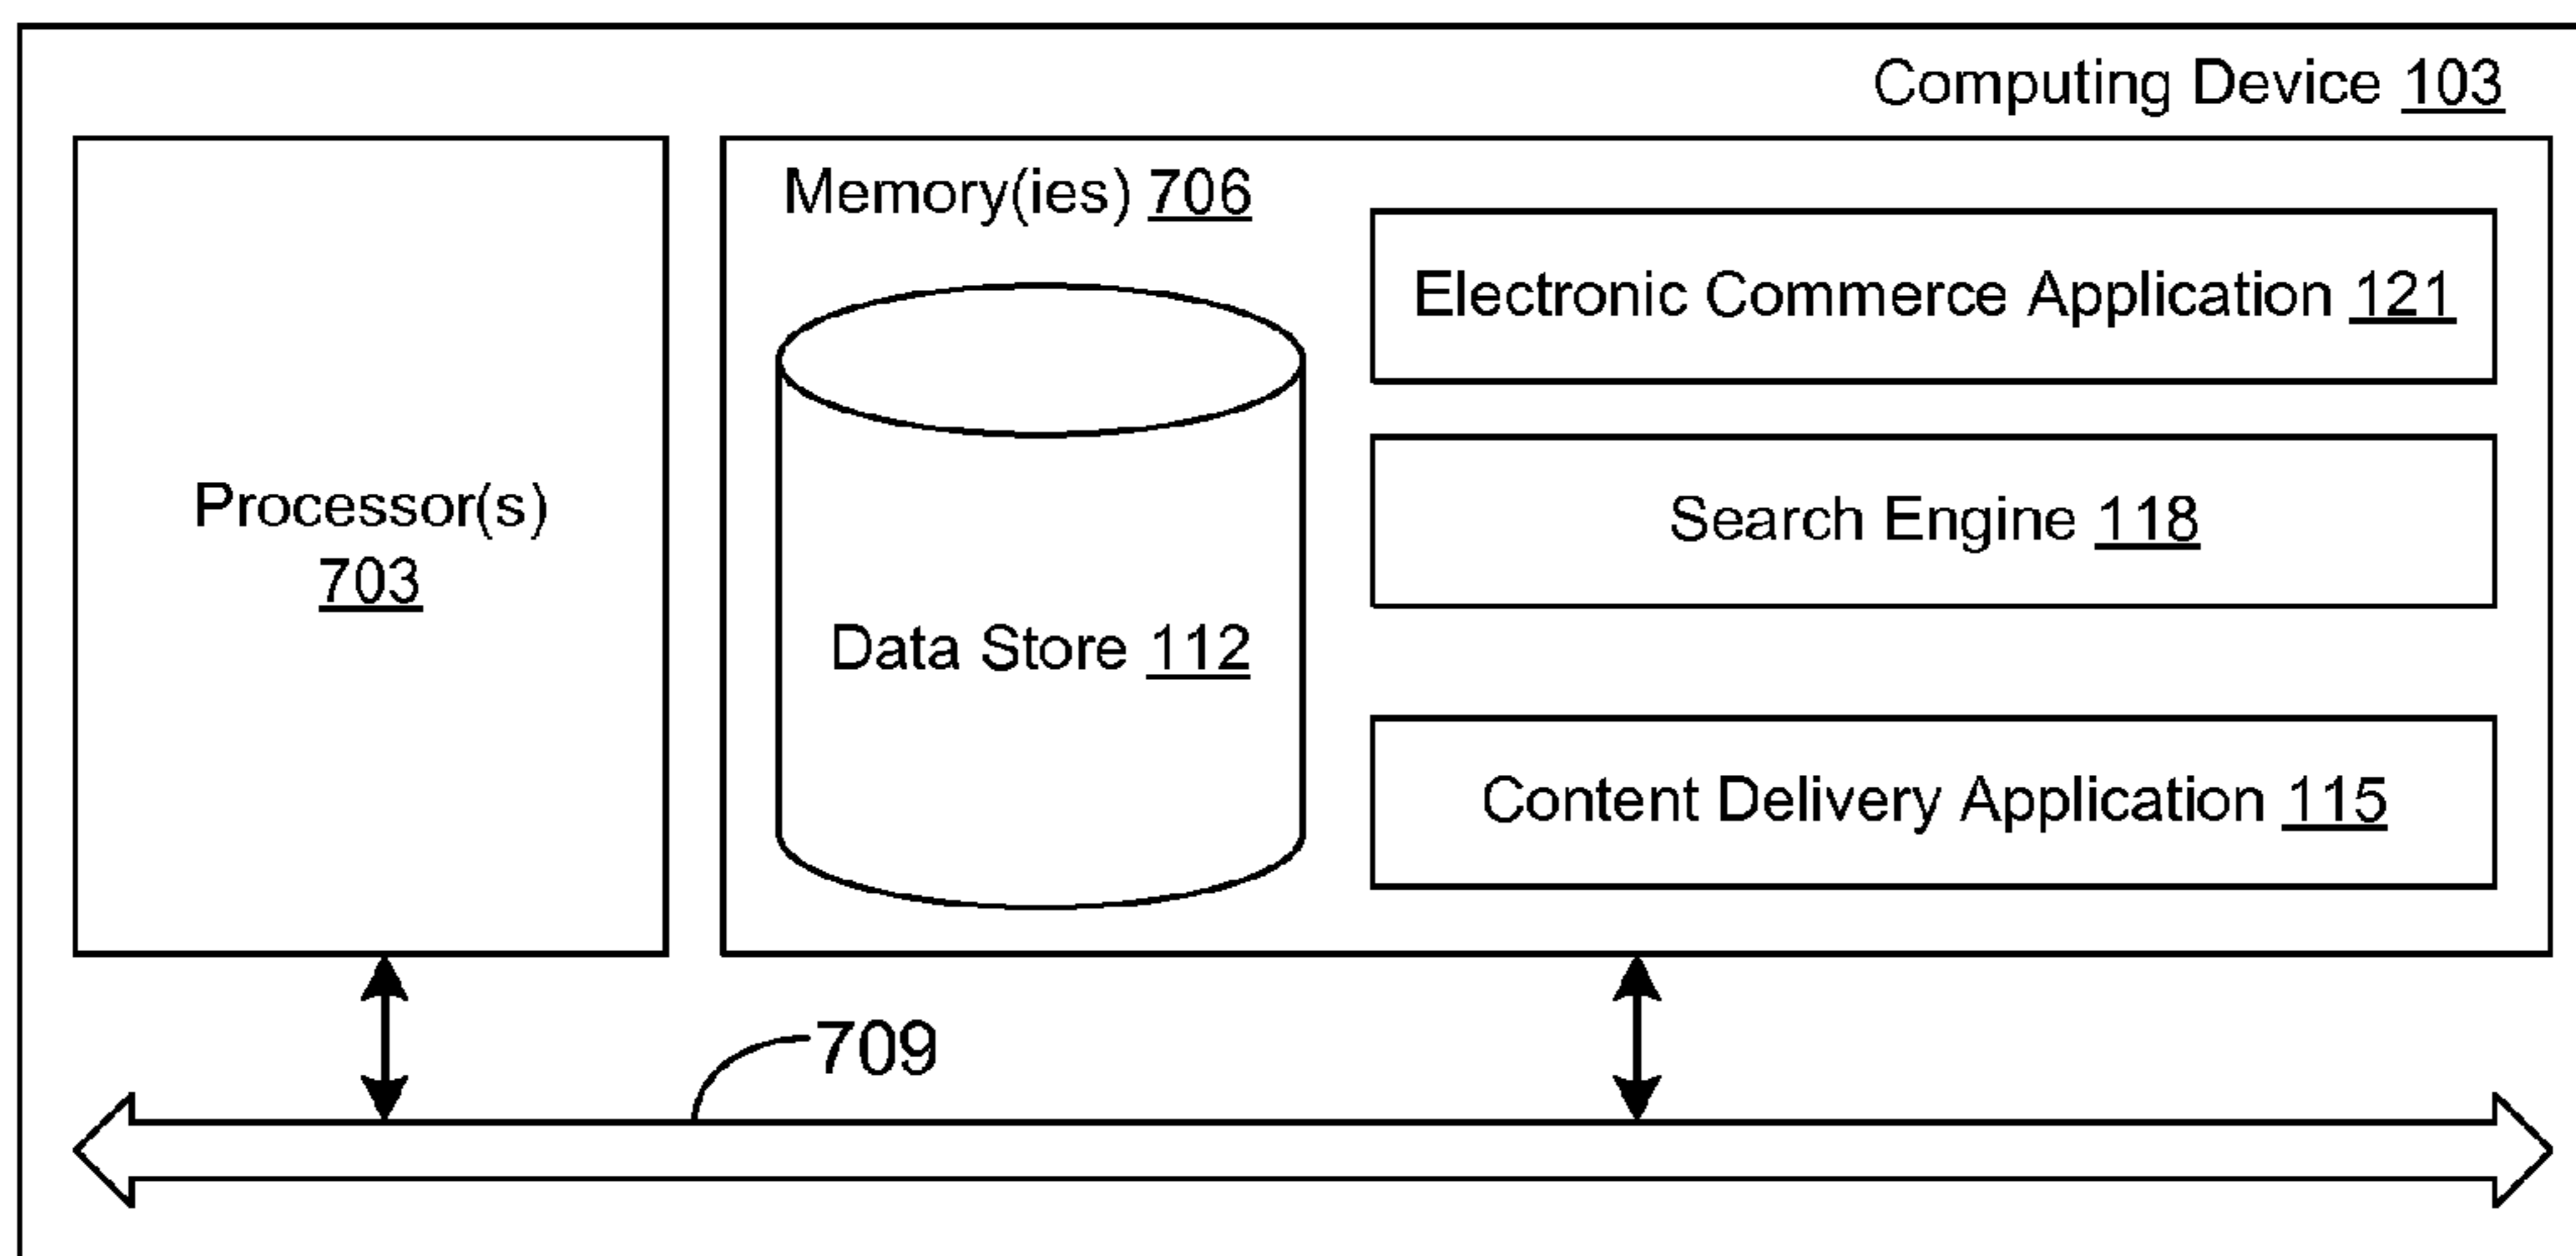 Computing Device 103
Memory(ies) 706
Electronic Commerce Application 121
Processor(s)
703
Search Engine 118
Data Store 112
Content Delivery Application 115
709